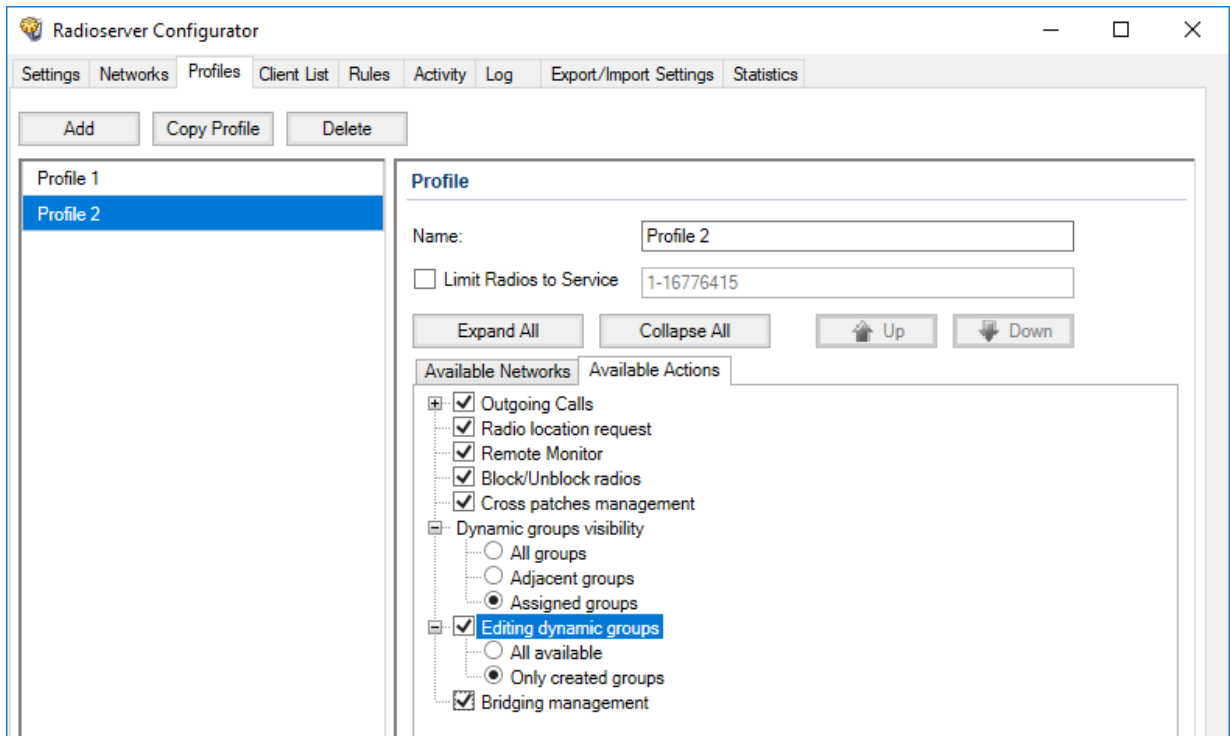 Radioserver Configurator
Settings Networks Profiles Client List Rules Activity Log Export/Import Settings Statistics
Add Copy Profile Delete
Profile 1
Profile 2
Profile
Name: Profile 2
Limit Radios to Service 1-16776415
Expand All Collapse All Up Down
Available Networks Available Actions
Outgoing Calls
Radio location request
Remote Monitor
Block/Unblock radios
Cross patches management
Dynamic groups visibility
All groups
Adjacent groups
Assigned groups
Editing dynamic groups
All available
Only created groups
Bridging management